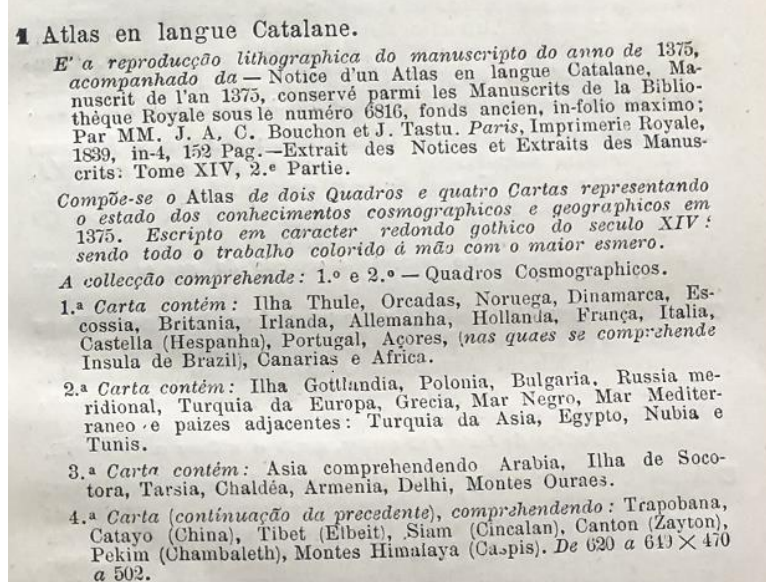 1 Atlas en langue Catalane.
E' a reproducção lithographica do manuscripto do anno de 1375,
acompanhado da — Notice d'un Atlas en langue Catalane, Ma-
nuscrit de l'an 1375, conservé parmi les Manuscrits de la Biblio-
thèque Royale sous le numéro 6816, fonds ancien, in-folio maximo;
Par MM. J. A, C. Bouchon et J. Tastu. Paris, Imprimerie Royale,
1839, in-4, 152 Pag.—Extrait des Notices et Extraits des Manus-
crits: Tome XIV, 2.e Partie.
Compõe-se o Atlas de dois Quadros e quatro Cartas representando
o estado dos conhecimentos cosmographicos e geographicos em
1375. Escripto em caracter redondo gothico do seculo XIV:
sendo todo o trabalho colorido á mão com o maior esmero.
A collecção comprehende: 1.º e 2.º — Quadros Cosmographicos.
1.ª Carta contém: Ilha Thule, Orcadas, Noruega, Dinamarca, Es-
cossia, Britania, Irlanda, Allemanha, Hollanda, França, Italia,
Castella (Hespanha), Portugal, Açores, (nas quaes se comprehende
Insula de Brazil), Canarias e Africa.
2.ª Carta contém: Ilha Gottlandia, Polonia, Bulgaria, Russia me-
ridional, Turquia da Europa, Grecia, Mar Negro, Mar Mediter-
raneo e paizes adjacentes: Turquia da Asia, Egypto, Nubia e
Tunis.
3.ª Carta contém: Asia comprehendendo Arabia, Ilha de Soco-
tora, Tarsia, Chaldéa, Armenia, Delhi, Montes Ouraes.
4.ª Carta (continuação da precedente), comprehendendo: Trapobana,
Catayo (China), Tibet (Elbeit), Siam (Cincalan), Canton (Zayton),
Pekim (Chambaleth), Montes Himalaya (Caspis). De 620 a 649 × 470
a 502.